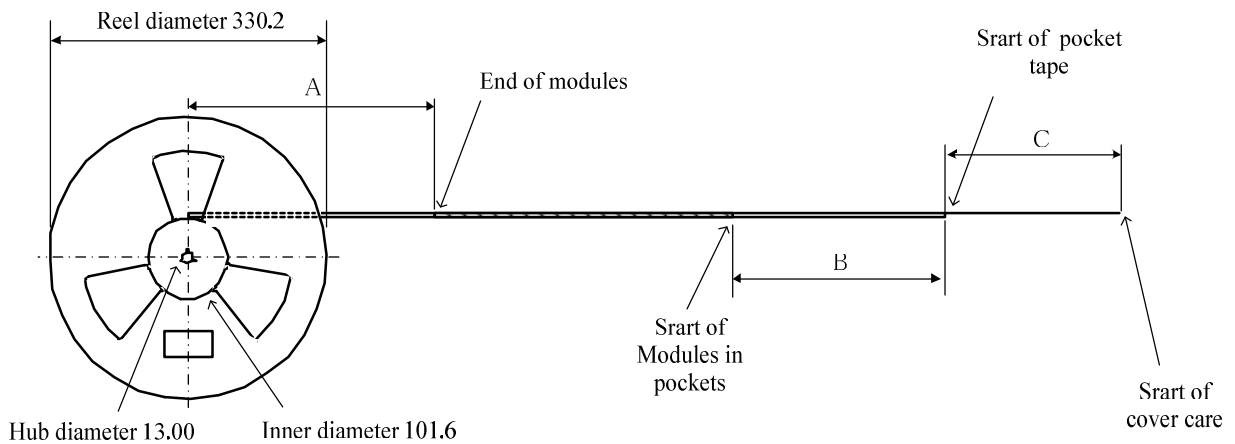 Reel diameter 330.2
A
End of modules
Srart of pocket
tape
C
B
Srart of
Modules in
pockets
Srart of
cover care
Hub diameter 13.00
Inner diameter 101.6